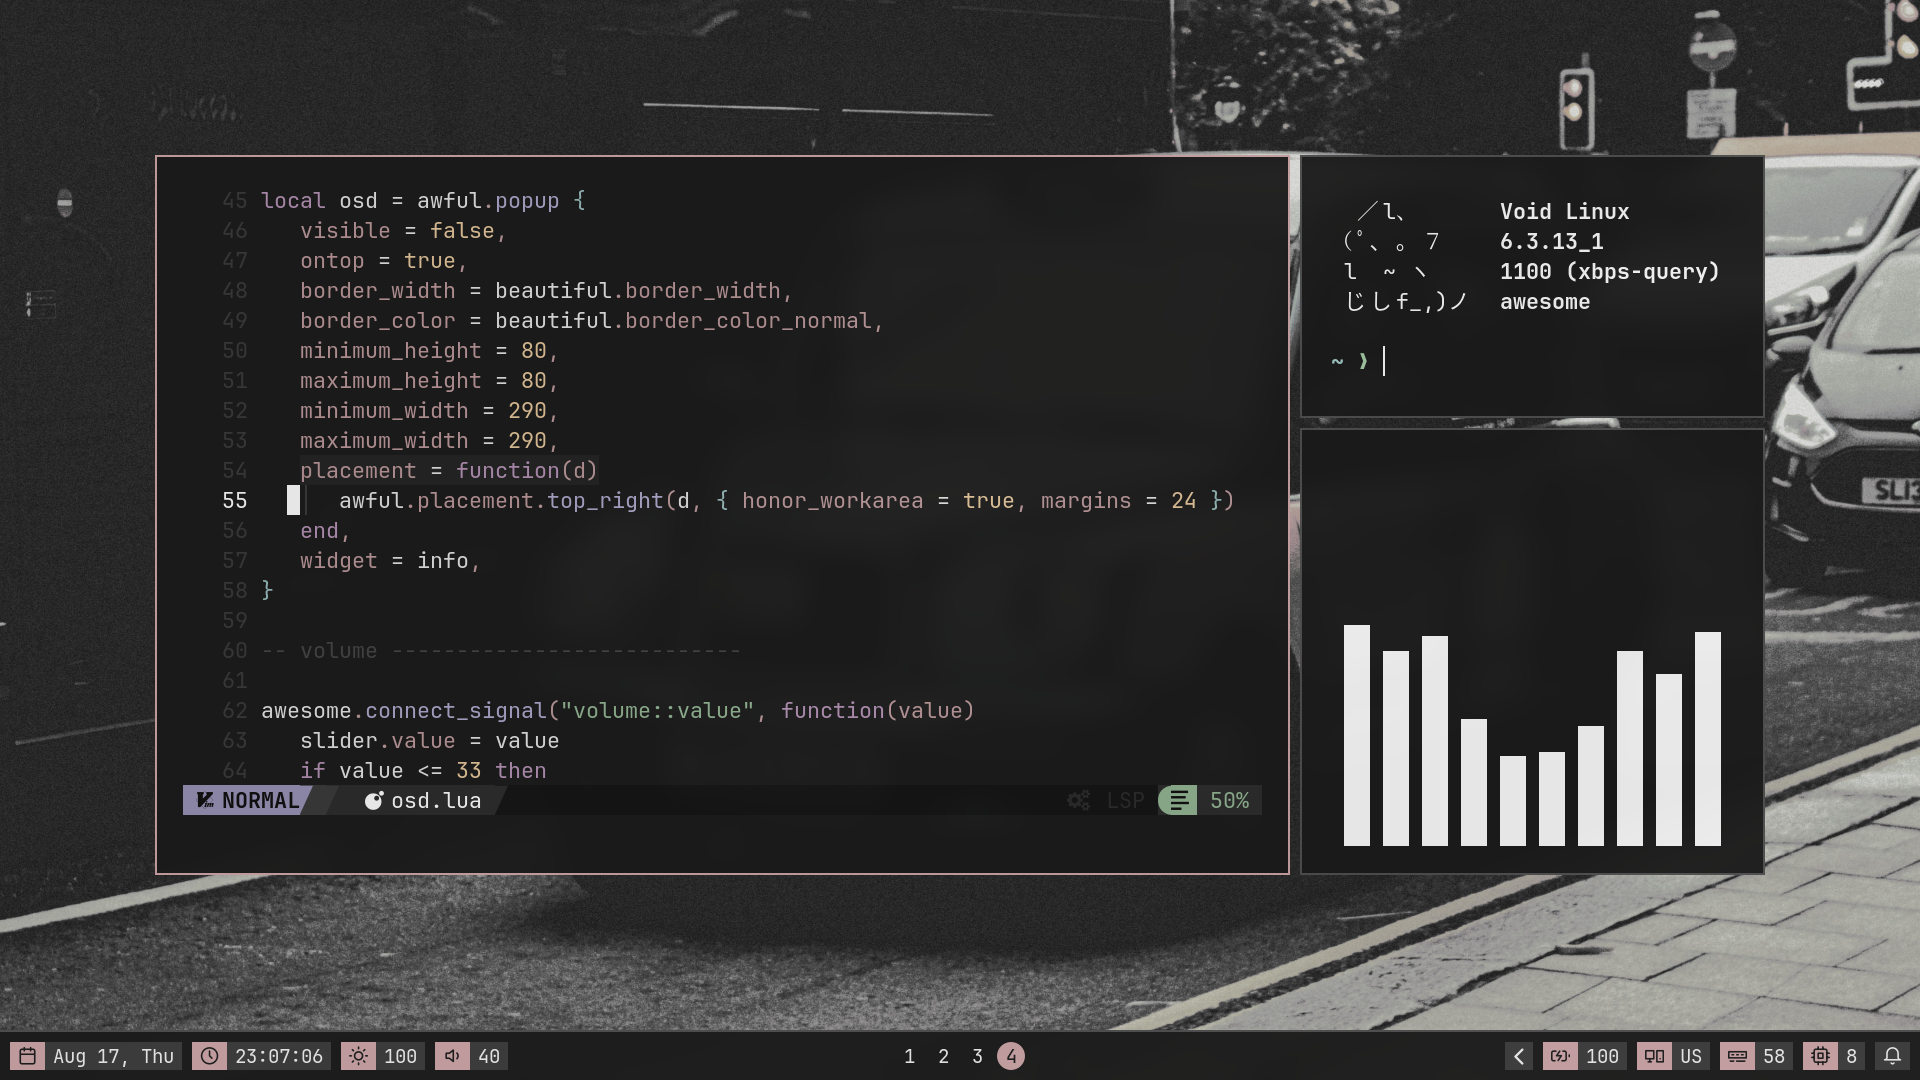 45 local osd = awful.popup {
46    visible = false,
47    ontop = true,
48    border_width = beautiful.border_width,
49    border_color = beautiful.border_color_normal,
50    minimum_height = 80,
51    maximum_height = 80,
52    minimum_width = 290,
53    maximum_width = 290,
54    placement = function(d)
55       awful.placement.top_right(d, { honor_workarea = true, margins = 24 })
56    end,
57    widget = info,
58 }
59
60 -- volume ---------------------------
61
62 awesome.connect_signal("volume::value", function(value)
63    slider.value = value
64    if value <= 33 then
NORMAL osd.lua LSP 50%
／l、 Void Linux
(ﾟ、 。 7 6.3.13_1
l  ~ ヽ 1100 (xbps-query)
じしf_,)ノ awesome
~ ❯
SL13
Aug 17, Thu 23:07:06 100 40 1 2 3 4 100 US 58 8